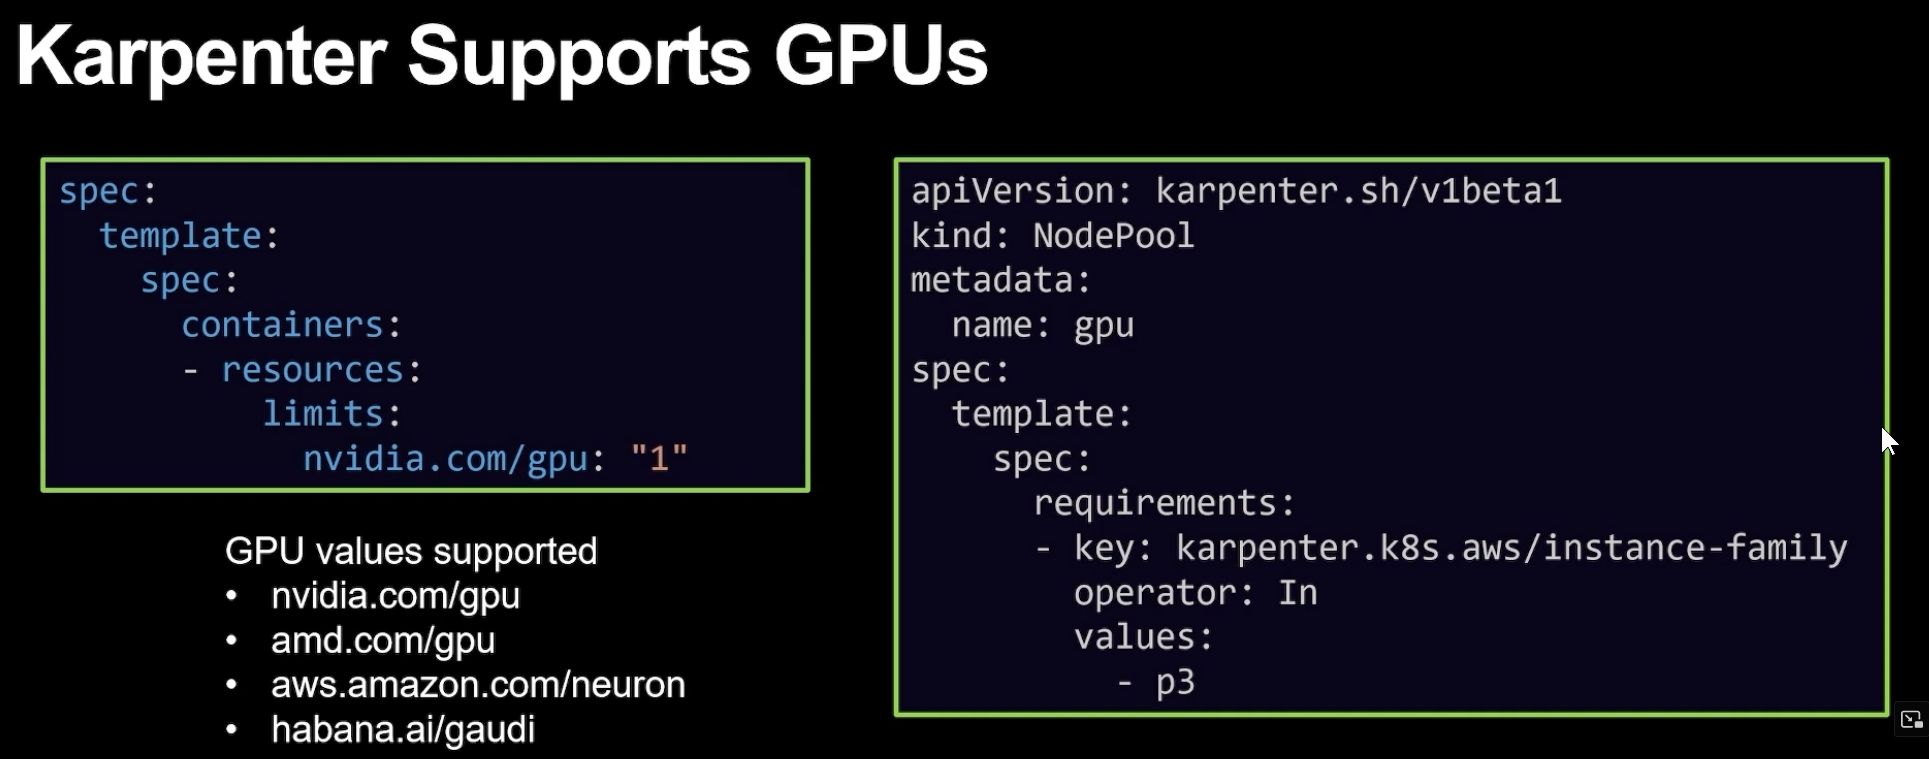 Karpenter Supports GPUs
spec:
  template:
    spec:
      containers:
      - resources:
          limits:
            nvidia.com/gpu: "1"
GPU values supported
• nvidia.com/gpu
• amd.com/gpu
• aws.amazon.com/neuron
• habana.ai/gaudi
apiVersion: karpenter.sh/v1beta1
kind: NodePool
metadata:
  name: gpu
spec:
  template:
    spec:
      requirements:
      - key: karpenter.k8s.aws/instance-family
        operator: In
        values:
          - p3